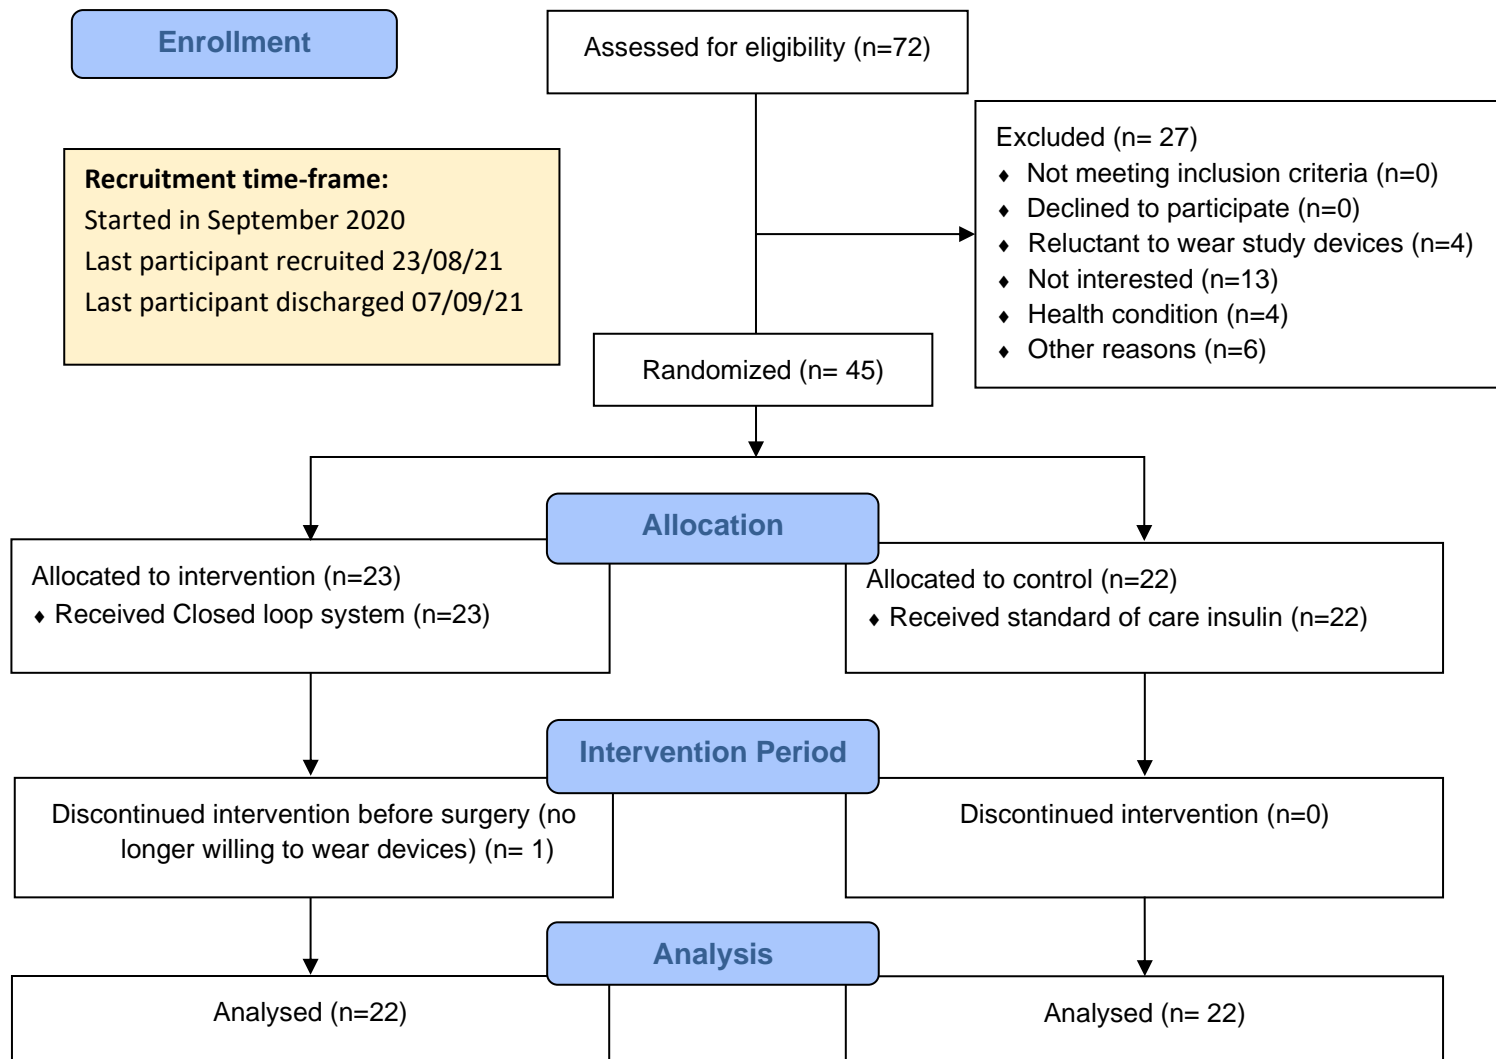 Enrollment
Assessed for eligibility (n=72)
Recruitment time-frame:
Started in September 2020
Last participant recruited 23/08/21
Last participant discharged 07/09/21
Excluded (n= 27)
♦ Not meeting inclusion criteria (n=0)
♦ Declined to participate (n=0)
♦ Reluctant to wear study devices (n=4)
♦ Not interested (n=13)
♦ Health condition (n=4)
♦ Other reasons (n=6)
Randomized (n= 45)
Allocation
Allocated to intervention (n=23)
♦ Received Closed loop system (n=23)
Allocated to control (n=22)
♦ Received standard of care insulin (n=22)
Intervention Period
Discontinued intervention before surgery (no
longer willing to wear devices) (n= 1)
Discontinued intervention (n=0)
Analysis
Analysed (n=22)
Analysed (n= 22)